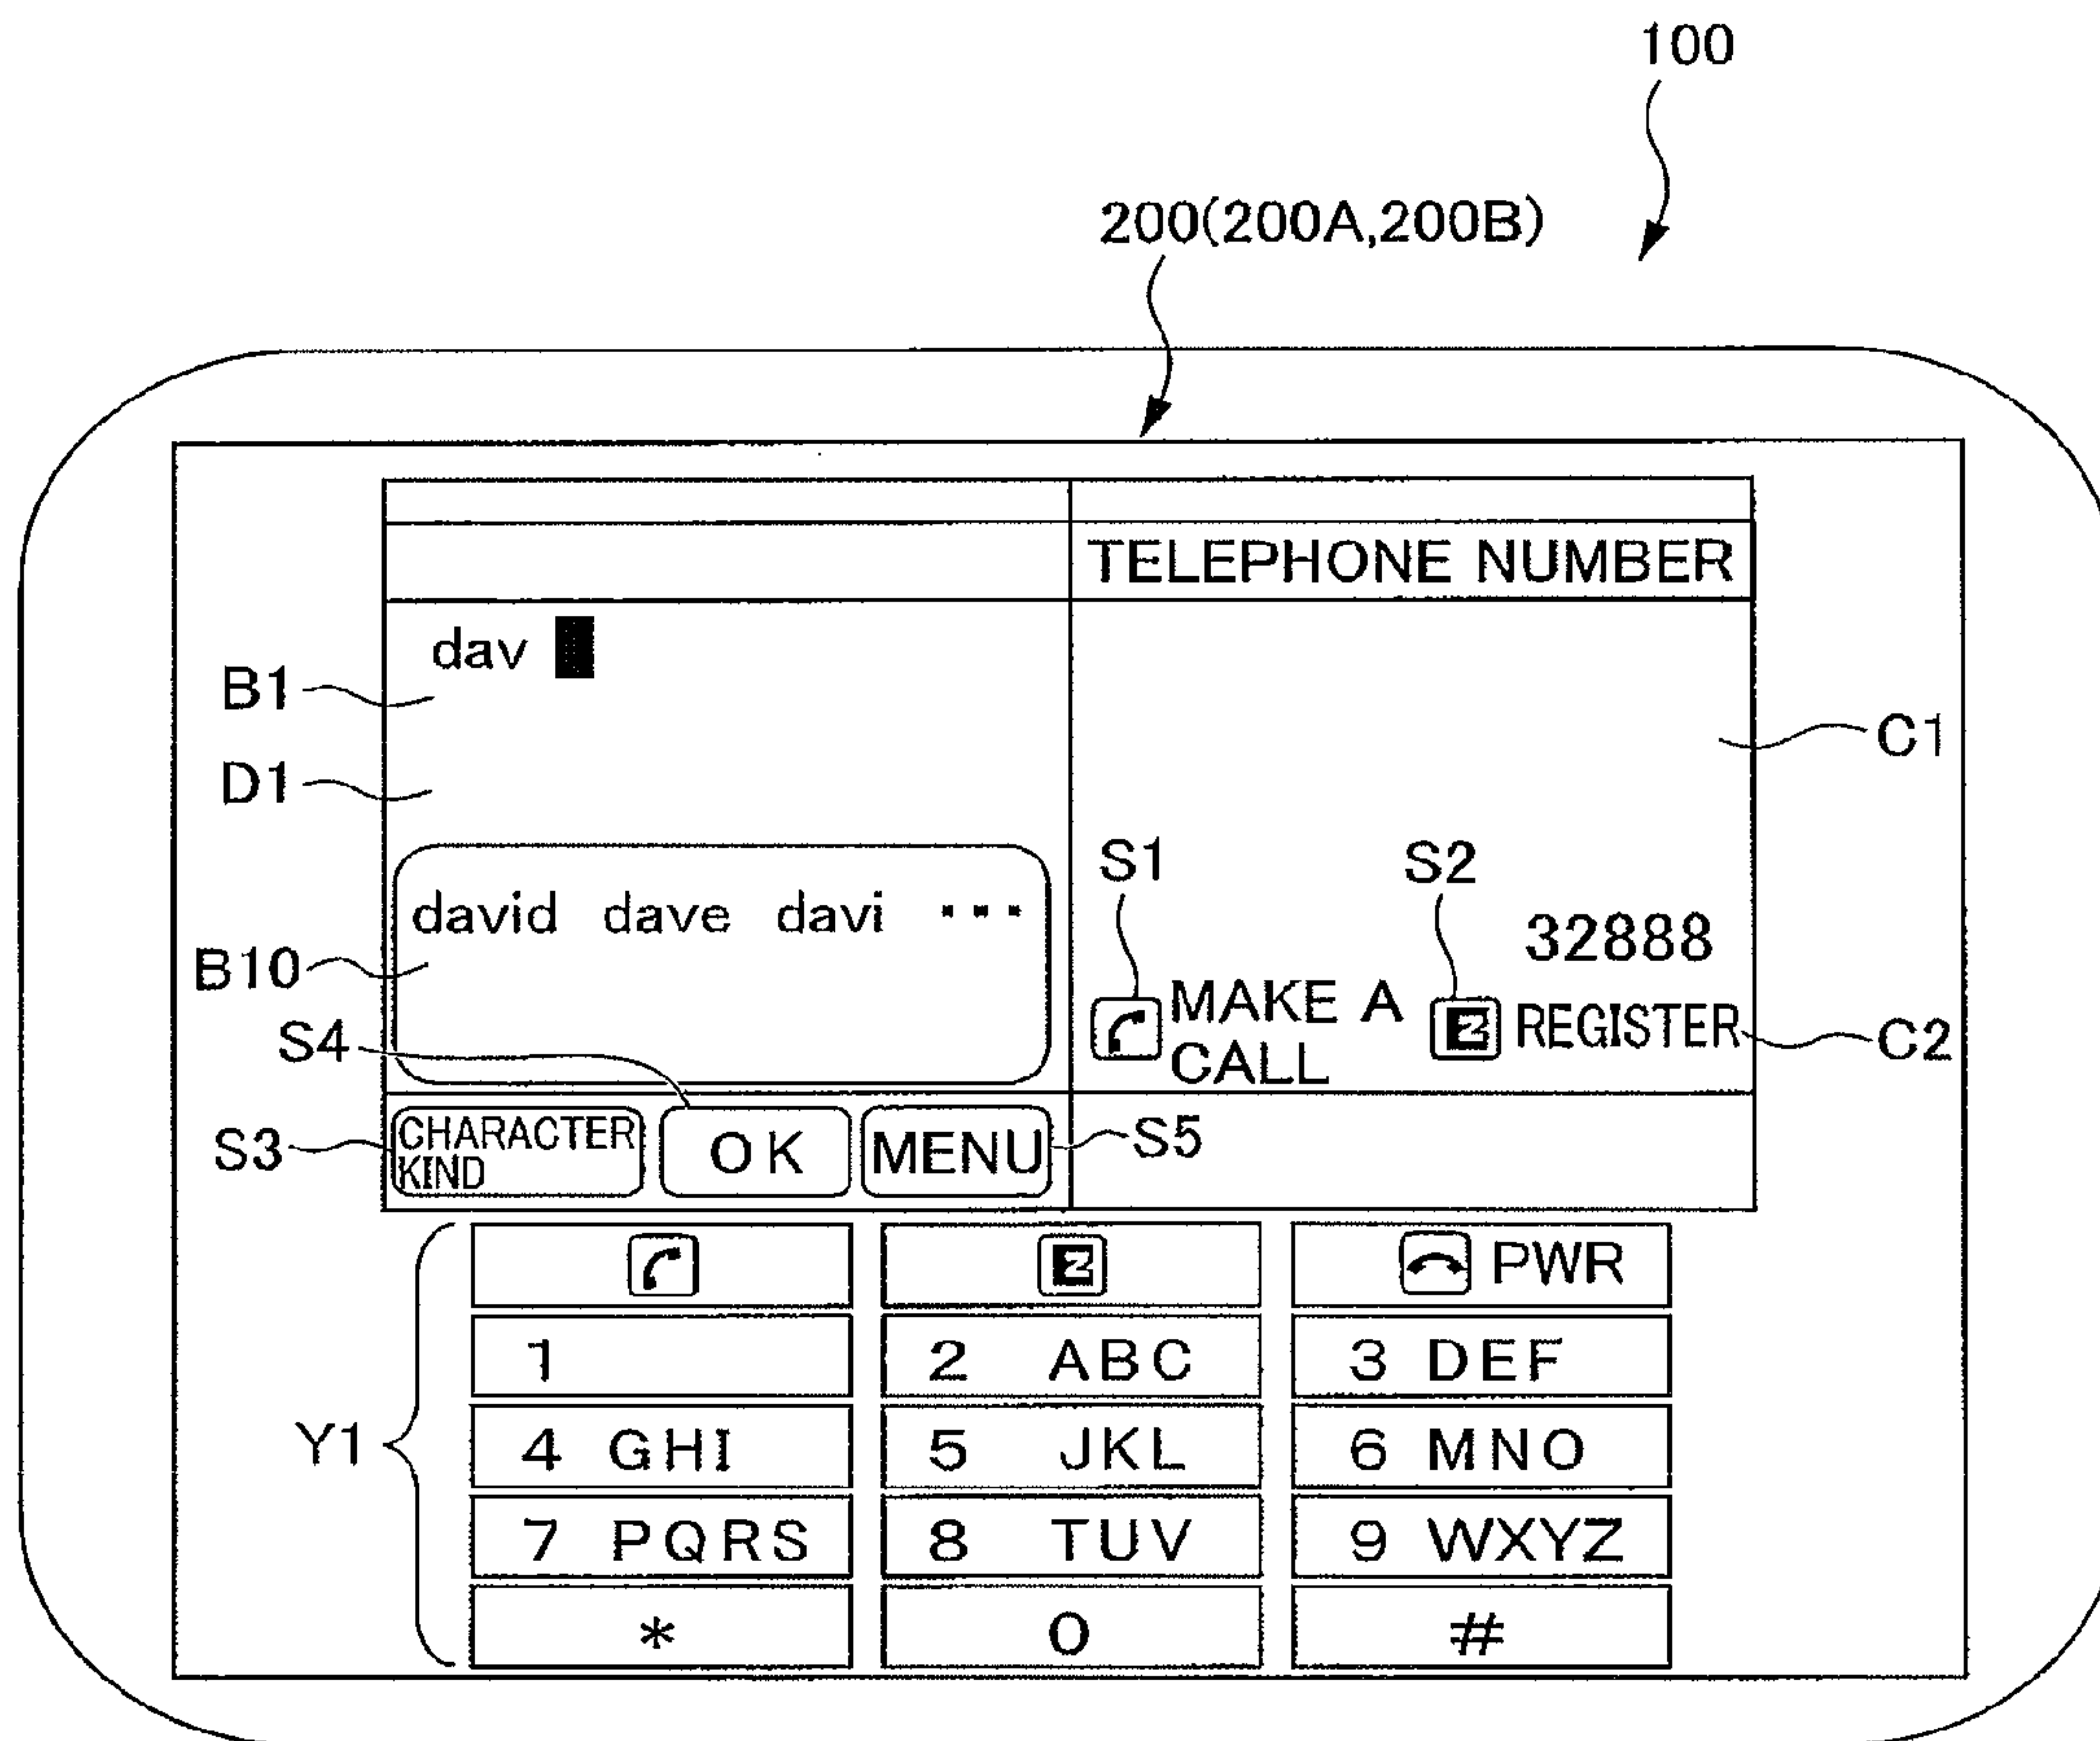 100
200(200A,200B)
TELEPHONE NUMBER
dav
B1
C1
D1
S1
S2
david dave davi ･･･
32888
B10
MAKE A
CALL
REGISTER
S4
C2
CHARACTER
KIND
OK
MENU
S3
S5
PWR
1
2 ABC
3 DEF
Y1
4 GHI
5 JKL
6 MNO
7 PQRS
8 TUV
9 WXYZ
*
0
#